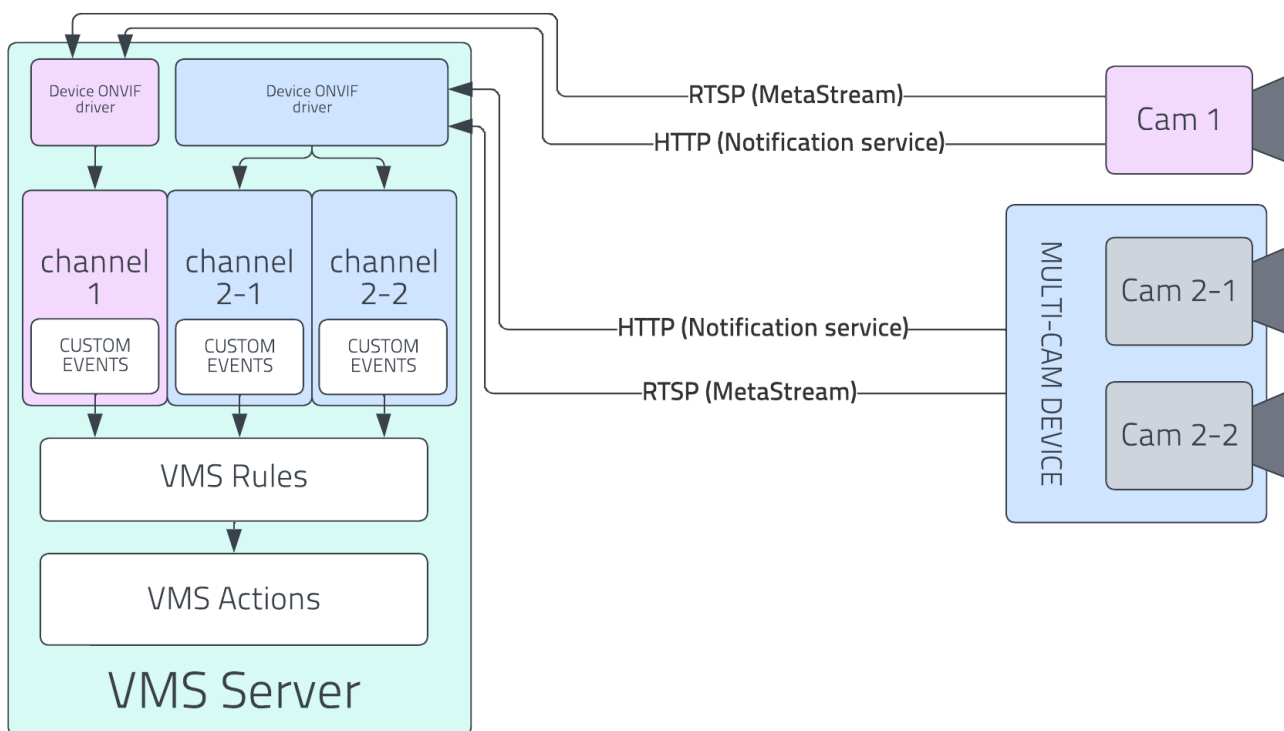 Device ONVIF
driver
Device ONVIF
driver
RTSP (MetaStream)
HTTP (Notification service)
Cam 1
channel
1
channel
2-1
channel
2-2
CUSTOM
EVENTS
CUSTOM
EVENTS
CUSTOM
EVENTS
HTTP (Notification service)
RTSP (MetaStream)
MULTI-CAM DEVICE
Cam 2-1
Cam 2-2
VMS Rules
VMS Actions
VMS Server